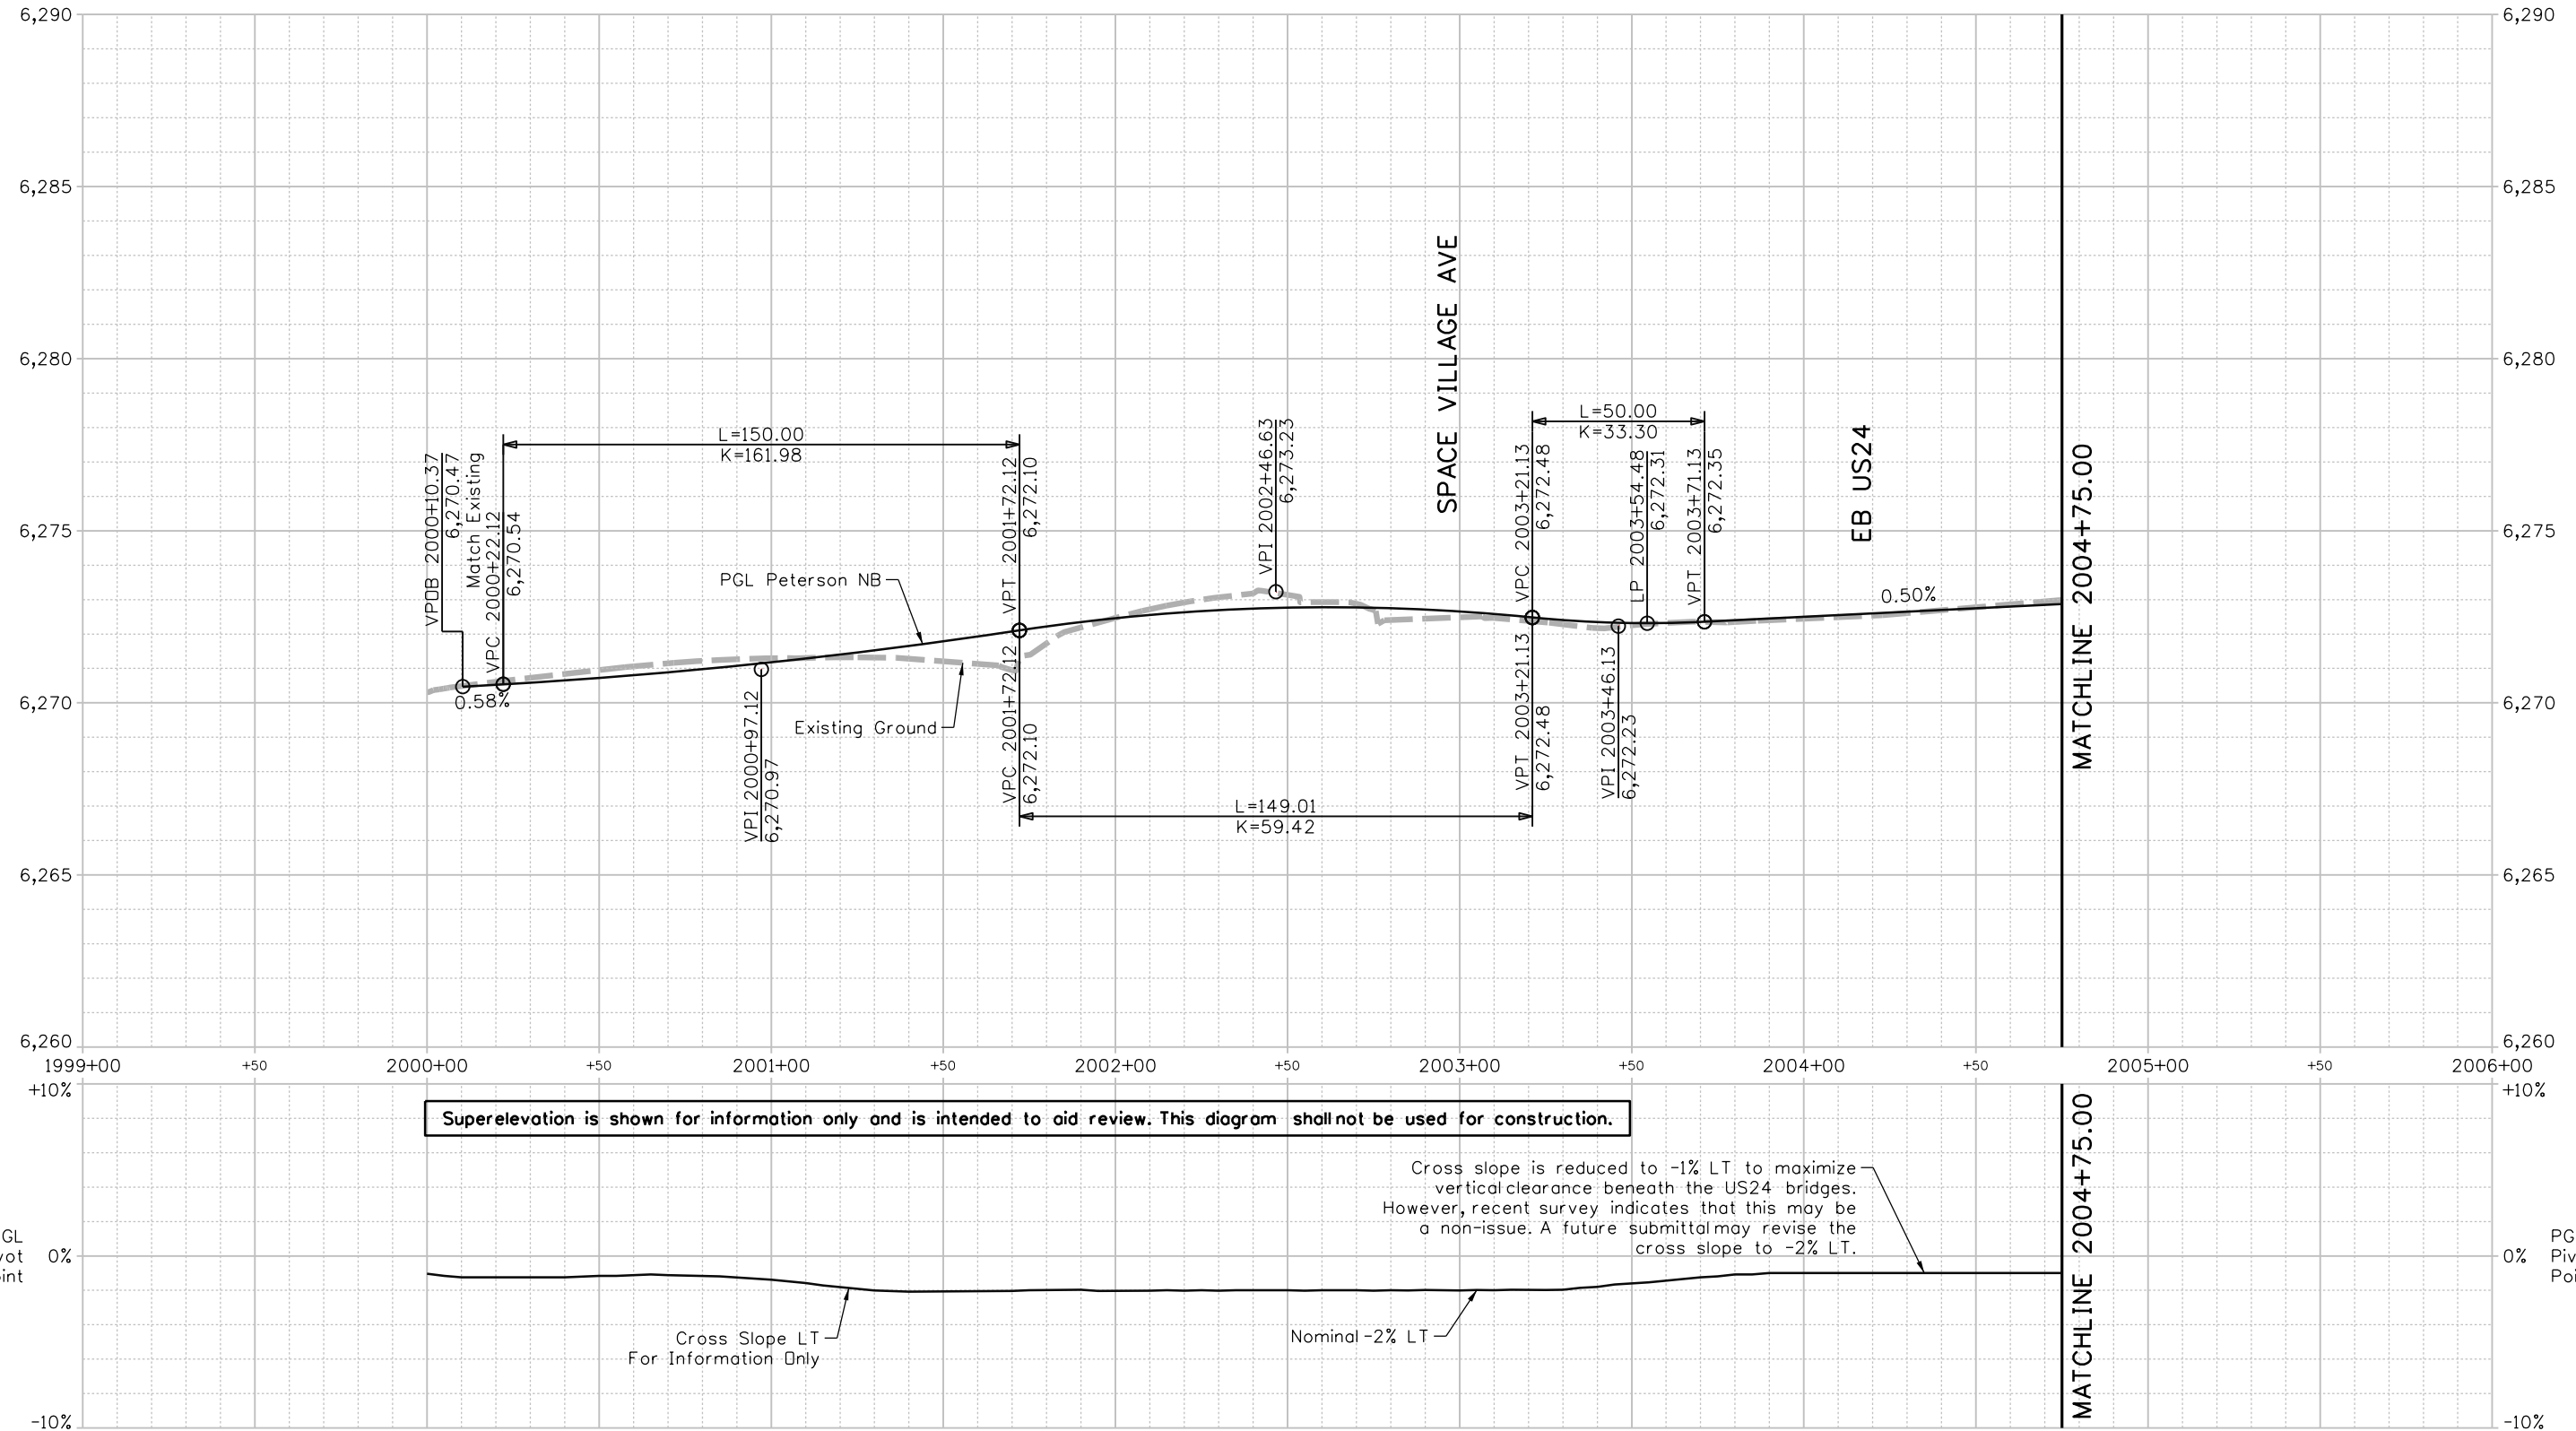 6,290
6,290
6,285
6,285
SPACE VILLAGE AVE
6,280
6,280
L=50.00
K=33.30
L=150.00
K=161.98
VPOB 2000+10.37
6,270.47
Match Existing
VPC 2000+22.12
6,270.54
VPT 2001+72.12
6,272.10
VPI 2002+46.63
6,273.23
VPC 2003+21.13
6,272.48
LP 2003+54.48
6,272.31
VPT 2003+71.13
6,272.35
EB US24
MATCHLINE 2004+75.00
6,275
6,275
PGL Peterson NB
0.50%
6,270
0.58%
6,270
Existing Ground
VPI 2000+97.12
6,270.97
VPC 2001+72.12
6,272.10
VPT 2003+21.13
6,272.48
VPI 2003+46.13
6,272.23
L=149.01
K=59.42
6,265
6,265
6,260
6,260
1999+00 +50 2000+00 +50 2001+00 +50 2002+00 +50 2003+00 +50 2004+00 +50 2005+00 +50 2006+00
+10%
+10%
Superelevation is shown for information only and is intended to aid review. This diagram shall not be used for construction.
MATCHLINE 2004+75.00
Cross slope is reduced to -1% LT to maximize
vertical clearance beneath the US24 bridges.
However, recent survey indicates that this may be
a non-issue. A future submittal may revise the
cross slope to -2% LT.
GL
vot
int
0%
0%
PG
Piv
Poi
Cross Slope LT
For Information Only
Nominal -2% LT
-10%
-10%